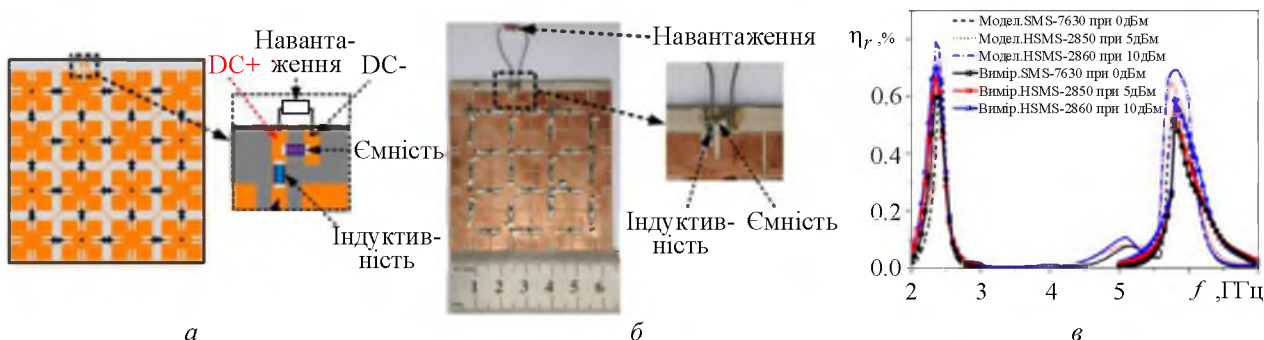 Наванта-
ження
DC+
DC-
Ємність
Індуктив-
ність
а
Навантаження
Індуктив-
ність
Ємність
1 2 3 4 5 6
б
ηr ,%
Модел.SMS-7630 при 0дБм
Модел.HSMS-2850 при 5дБм
Модел.HSMS-2860 при 10дБм
Вимір.SMS-7630 при 0дБм
Вимір.HSMS-2850 при 5дБм
Вимір.HSMS-2860 при 10дБм
0.8
0.6
0.4
0.2
0.0
2 3 4 5 f ,ГГц
в